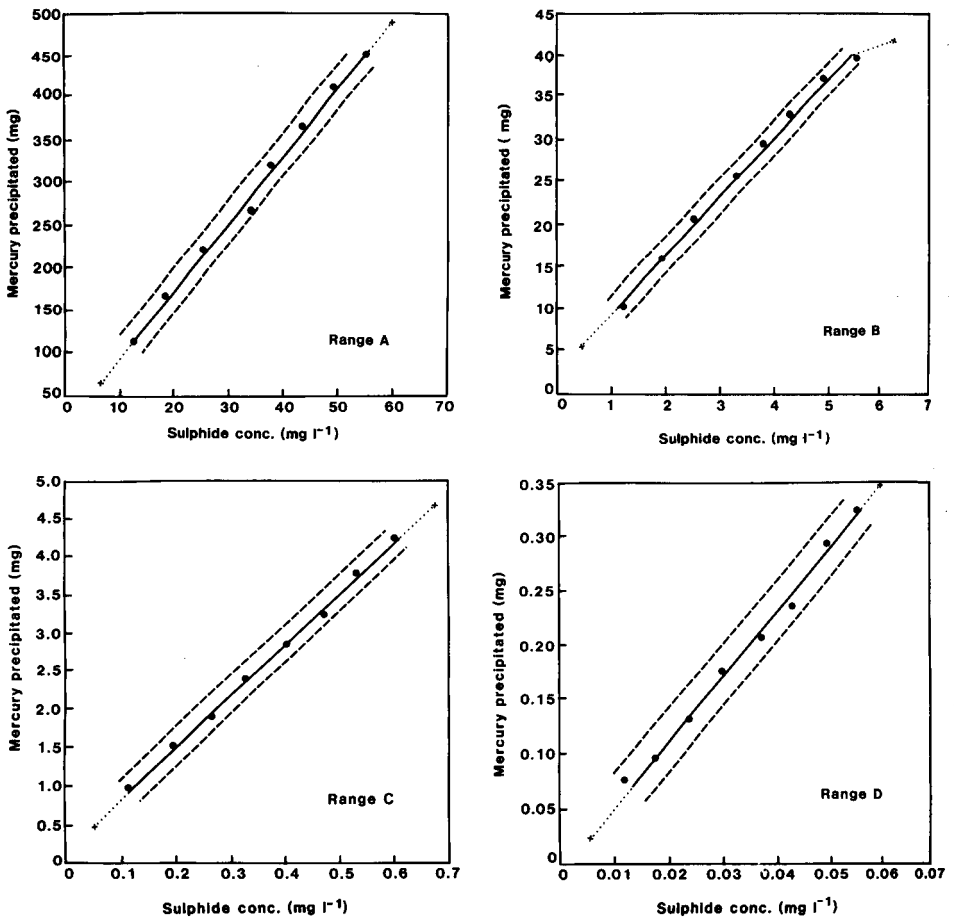 500
450
400
350
300
250
200
150
100
50
Mercury precipitated (mg)
Range A
0 10 20 30 40 50 60 70
Sulphide conc. (mg l⁻¹)
45
40
35
30
25
20
15
10
5
0
Mercury precipitated ( mg)
Range B
0 1 2 3 4 5 6 7
Sulphide conc. (mg l⁻¹)
5.0
4.5
4.0
3.5
3.0
2.5
2.0
1.5
1.0
0.5
0
Mercury precipitated (mg)
Range C
0 0.1 0.2 0.3 0.4 0.5 0.6 0.7
Sulphide conc. (mg l⁻¹)
0.35
0.30
0.25
0.20
0.15
0.10
0.05
0
Mercury precipitated (mg)
Range D
0 0.01 0.02 0.03 0.04 0.05 0.06 0.07
Sulphide conc. (mg l⁻¹)